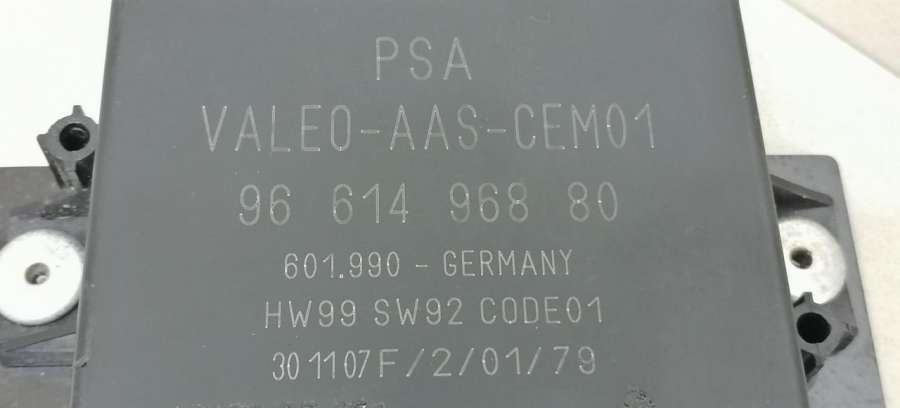 PSA
VALEO-AAS-CEM01
96 614 968 80
601.990 - GERMANY
HW99 SW92 CODE01
301107F/2/01/79